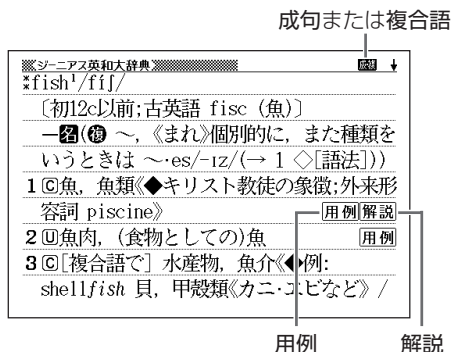 成句または複合語
ジーニアス英和大辞典 成複 ↓
⁑fish¹/fíʃ/
〔初12c以前;古英語 fisc (魚)〕
—名(複 ～, 《まれ》個別的に, また種類を
いうときは ～·es/-ɪz/(→ 1 ◇[語法]))
1 C魚, 魚類《◆キリスト教徒の象徴;外来形
容詞 piscine》 用例 解説
2 U魚肉, (食物としての)魚 用例
3 C[複合語で] 水産物, 魚介《◆例:
shellfish 貝, 甲殻類《カニ·エビなど》 /
用例 解説